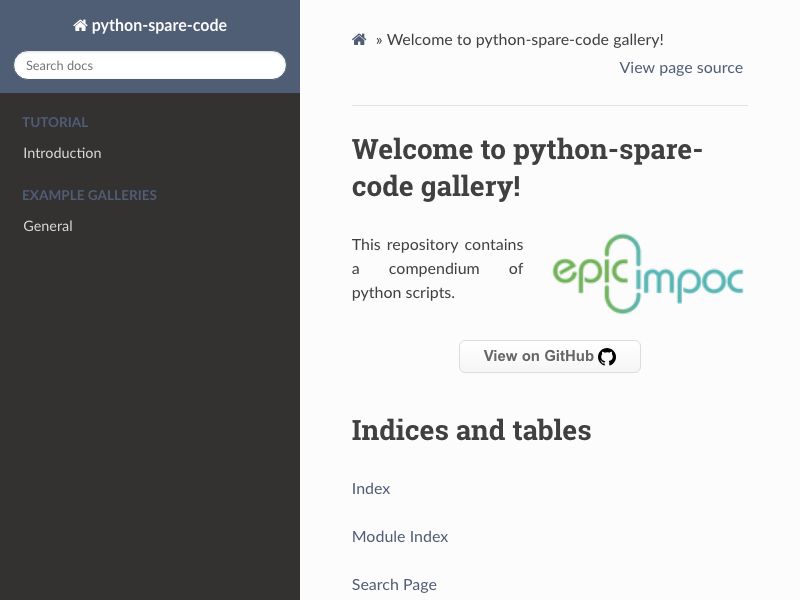 python-spare-code
Search docs
TUTORIAL
Introduction
EXAMPLE GALLERIES
General
» Welcome to python-spare-code gallery!
View page source
Welcome to python-spare-
code gallery!
This repository contains
a compendium of
python scripts.
epicimpoc
View on GitHub
Indices and tables
Index
Module Index
Search Page